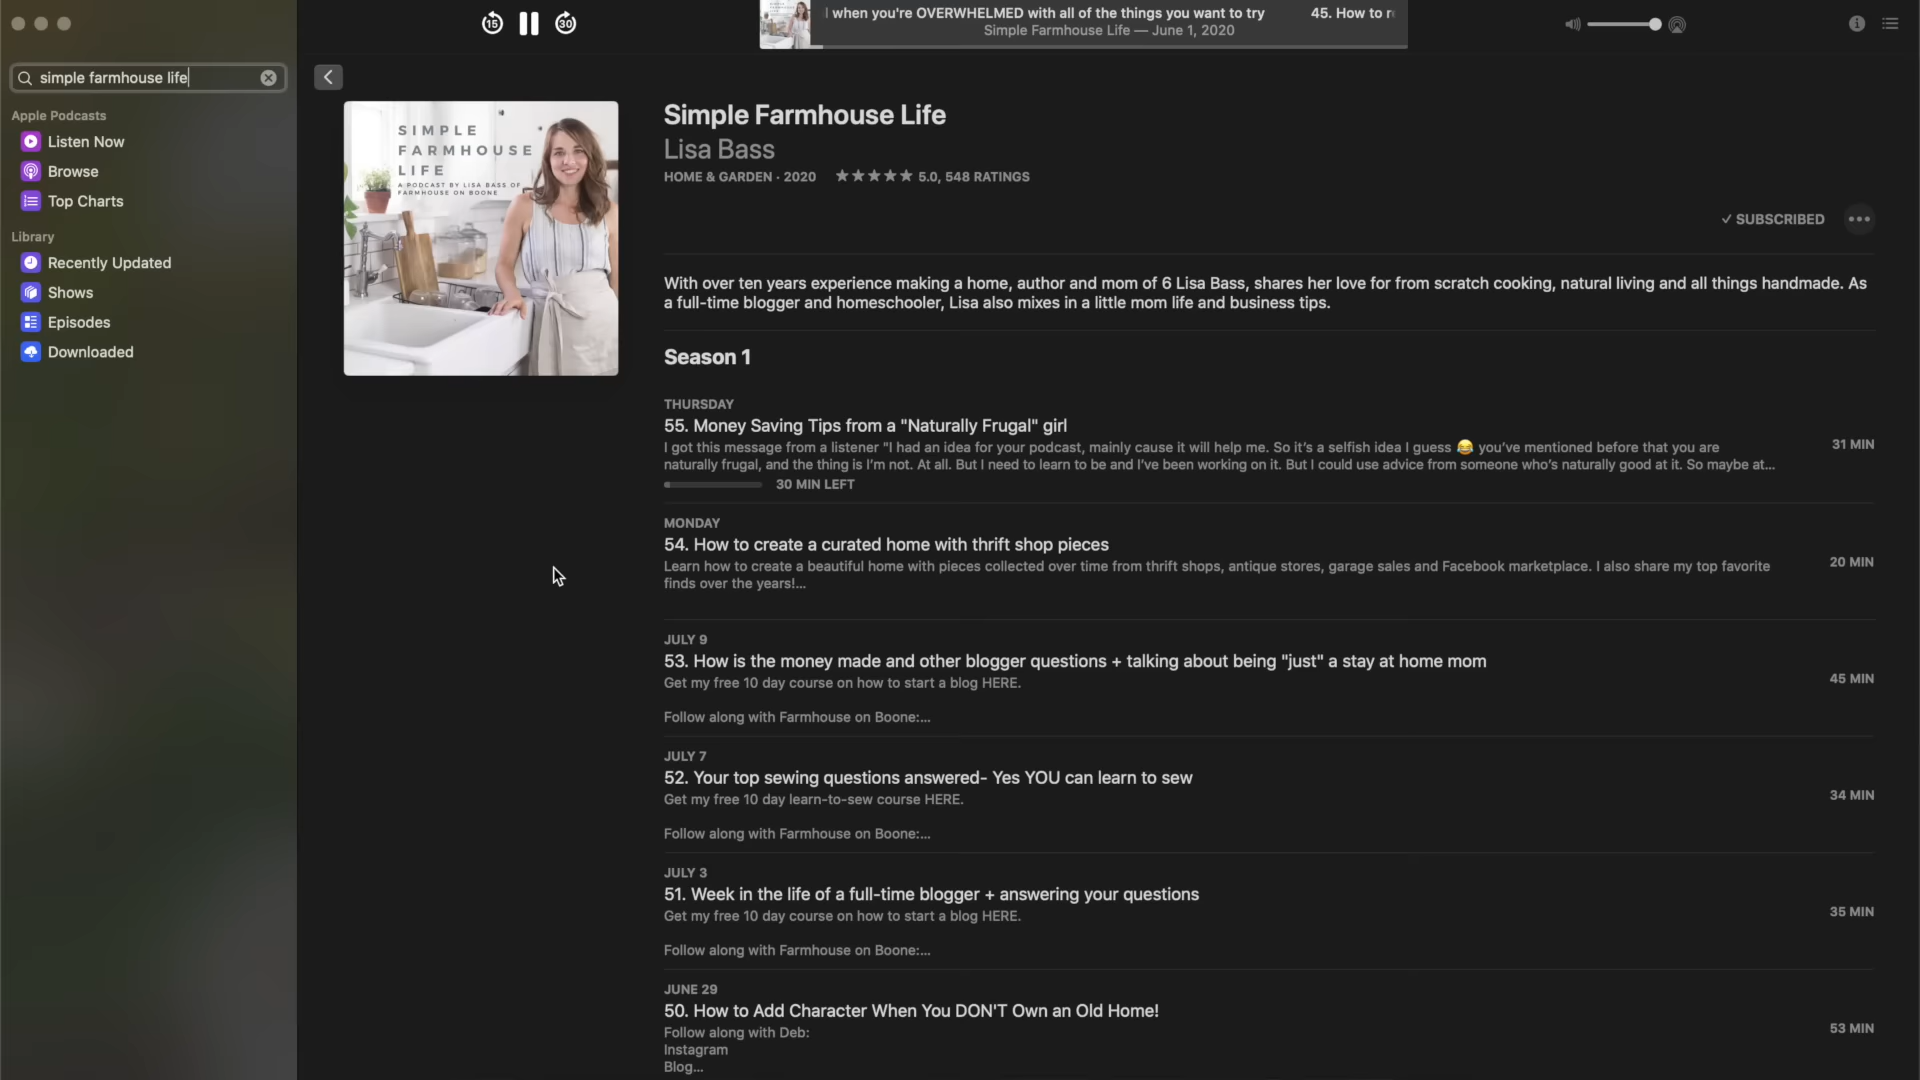 15
30
when you're OVERWHELMED with all of the things you want to try
45. How to r
Simple Farmhouse Life — June 1, 2020
simple farmhouse life
Apple Podcasts
Listen Now
Browse
Top Charts
Library
Recently Updated
Shows
Episodes
Downloaded
SIMPLE
FARMHOUSE
LIFE
A PODCAST BY LISA BASS OF
FARMHOUSE ON BOONE
Simple Farmhouse Life
Lisa Bass
HOME & GARDEN · 2020 ★★★★★ 5.0, 548 RATINGS
✓ SUBSCRIBED
With over ten years experience making a home, author and mom of 6 Lisa Bass, shares her love for from scratch cooking, natural living and all things handmade. As
a full-time blogger and homeschooler, Lisa also mixes in a little mom life and business tips.
Season 1
THURSDAY
55. Money Saving Tips from a "Naturally Frugal" girl
I got this message from a listener "I had an idea for your podcast, mainly cause it will help me. So it's a selfish idea I guess 😂 you've mentioned before that you are
naturally frugal, and the thing is I'm not. At all. But I need to learn to be and I've been working on it. But I could use advice from someone who's naturally good at it. So maybe at...
31 MIN
30 MIN LEFT
MONDAY
54. How to create a curated home with thrift shop pieces
Learn how to create a beautiful home with pieces collected over time from thrift shops, antique stores, garage sales and Facebook marketplace. I also share my top favorite
finds over the years!...
20 MIN
JULY 9
53. How is the money made and other blogger questions + talking about being "just" a stay at home mom
Get my free 10 day course on how to start a blog HERE.
45 MIN
Follow along with Farmhouse on Boone:...
JULY 7
52. Your top sewing questions answered- Yes YOU can learn to sew
Get my free 10 day learn-to-sew course HERE.
34 MIN
Follow along with Farmhouse on Boone:...
JULY 3
51. Week in the life of a full-time blogger + answering your questions
Get my free 10 day course on how to start a blog HERE.
35 MIN
Follow along with Farmhouse on Boone:...
JUNE 29
50. How to Add Character When You DON'T Own an Old Home!
Follow along with Deb:
53 MIN
Instagram
Blog...